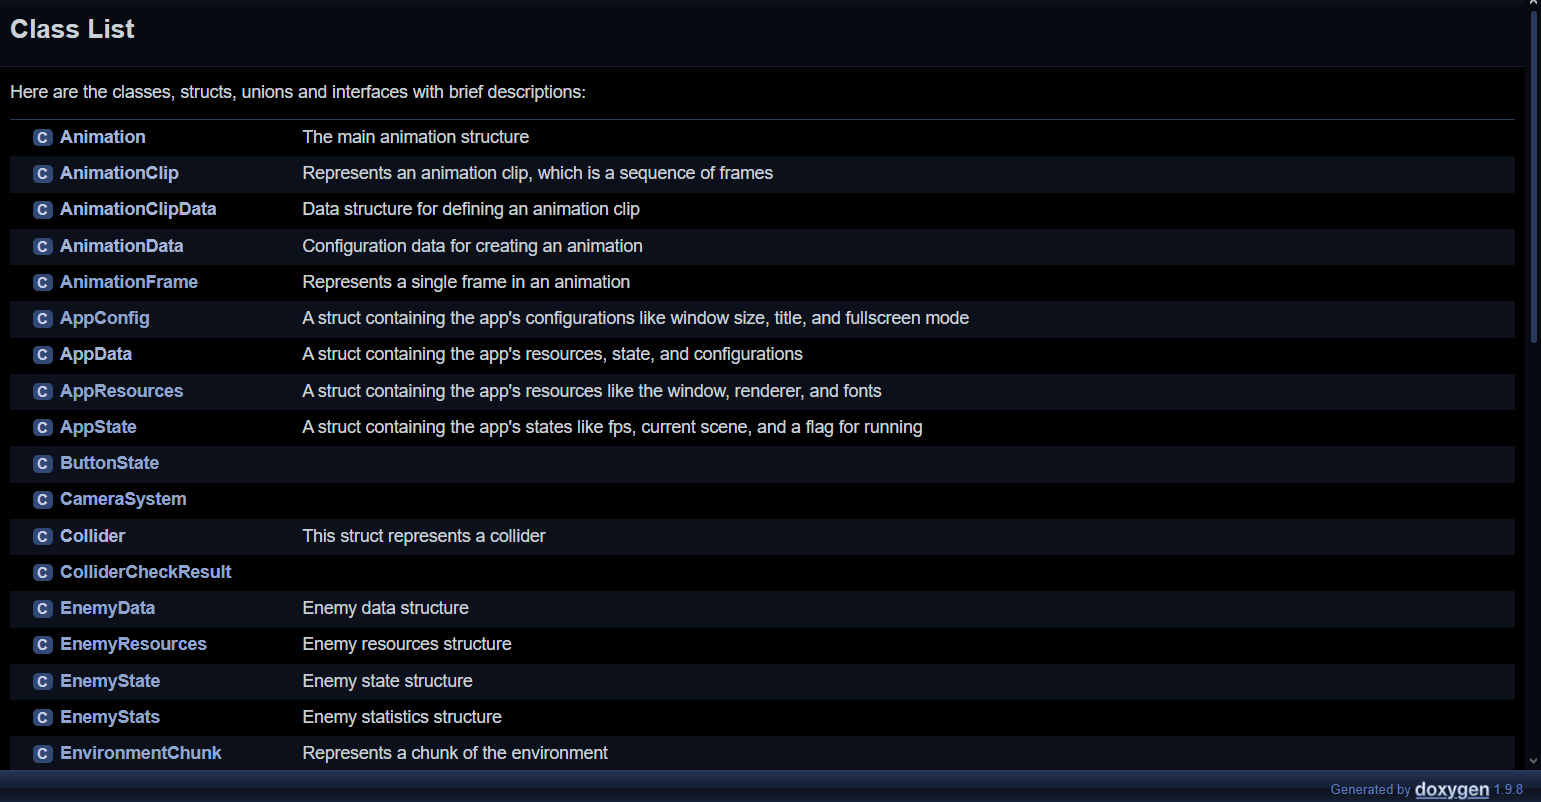 Class List
Here are the classes, structs, unions and interfaces with brief descriptions:
C Animation The main animation structure
C AnimationClip Represents an animation clip, which is a sequence of frames
C AnimationClipData Data structure for defining an animation clip
C AnimationData Configuration data for creating an animation
C AnimationFrame Represents a single frame in an animation
C AppConfig A struct containing the app's configurations like window size, title, and fullscreen mode
C AppData A struct containing the app's resources, state, and configurations
C AppResources A struct containing the app's resources like the window, renderer, and fonts
C AppState A struct containing the app's states like fps, current scene, and a flag for running
C ButtonState
C CameraSystem
C Collider This struct represents a collider
C ColliderCheckResult
C EnemyData Enemy data structure
C EnemyResources Enemy resources structure
C EnemyState Enemy state structure
C EnemyStats Enemy statistics structure
C EnvironmentChunk Represents a chunk of the environment
Generated by doxygen 1.9.8